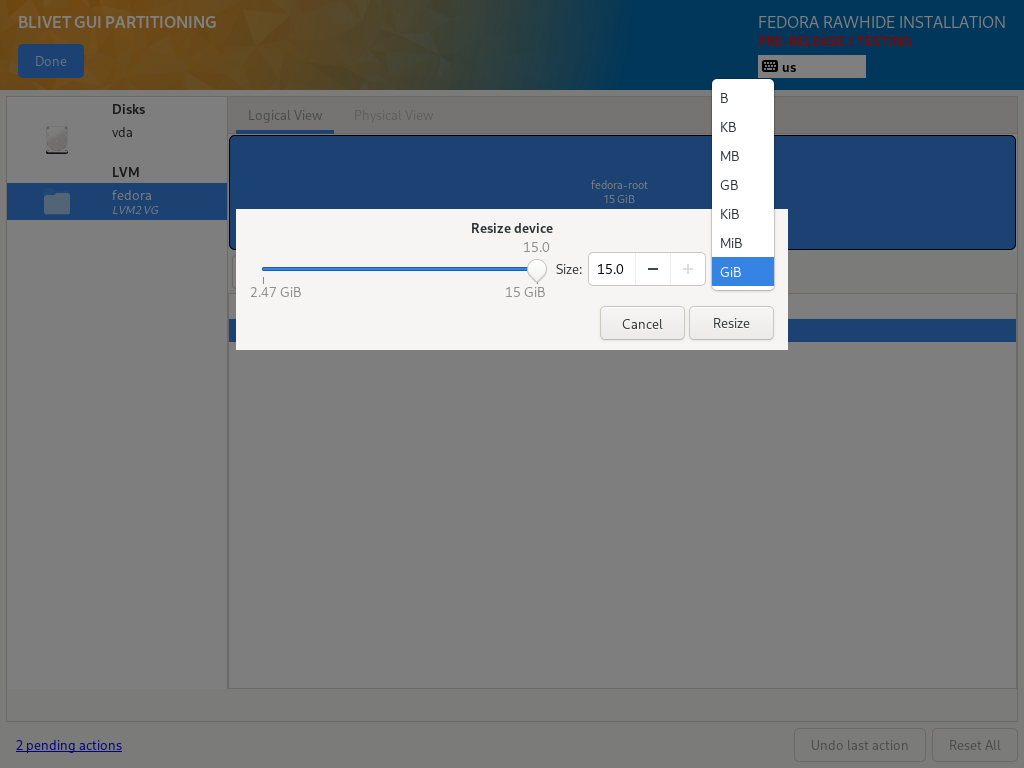 BLIVET GUI PARTITIONING
Done
FEDORA RAWHIDE INSTALLATION
PRE-RELEASE / TESTING
us
Disks
vda
LVM
fedora
LVM2 VG
Logical View
Physical View
fedora-root
15 GiB
Resize device
15.0
2.47 GiB
15 GiB
Size:
15.0
B
KB
MB
GB
KiB
MiB
GiB
Cancel
Resize
2 pending actions
Undo last action
Reset All